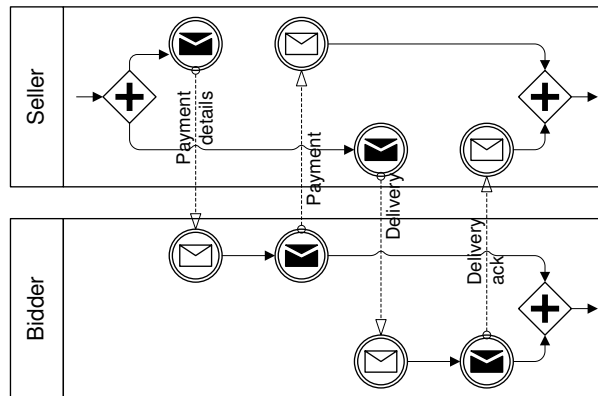 Seller
Payment
details
Payment
Delivery
Delivery
ack
Bidder